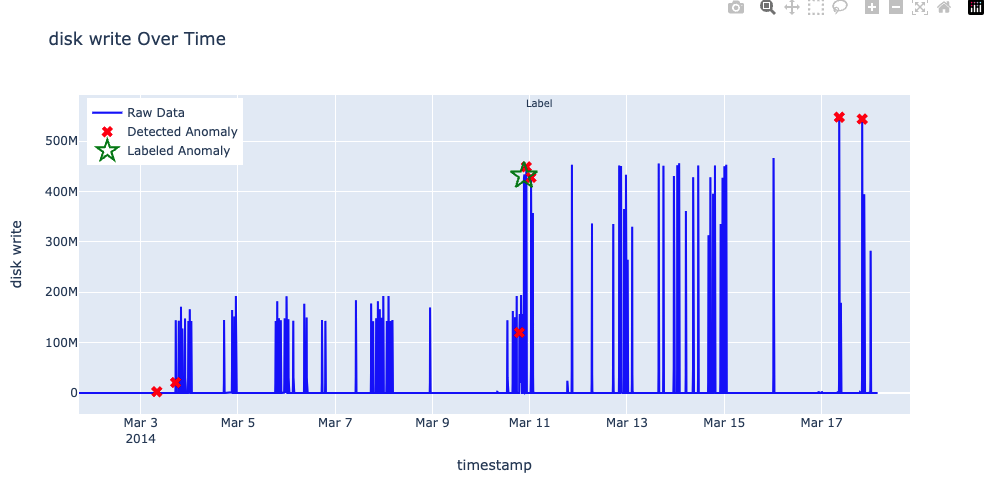 disk write Over Time
Label
Raw Data
Detected Anomaly
Labeled Anomaly
500M
400M
300M
200M
100M
0
disk write
Mar 3
2014
Mar 5
Mar 7
Mar 9
Mar 11
Mar 13
Mar 15
Mar 17
timestamp